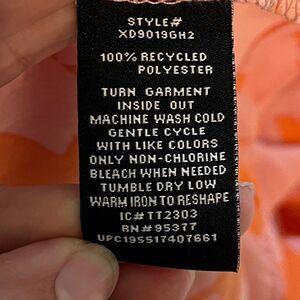 STYLE#
XD9019GH2
100% RECYCLED
POLYESTER
TURN GARMENT
INSIDE OUT
MACHINE WASH COLD
GENTLE CYCLE
WITH LIKE COLORS
ONLY NON-CHLORINE
BLEACH WHEN NEEDED
TUMBLE DRY LOW
WARM IRON TO RESHAPE
IC#TT2303
RN#95377
UPC195517407661